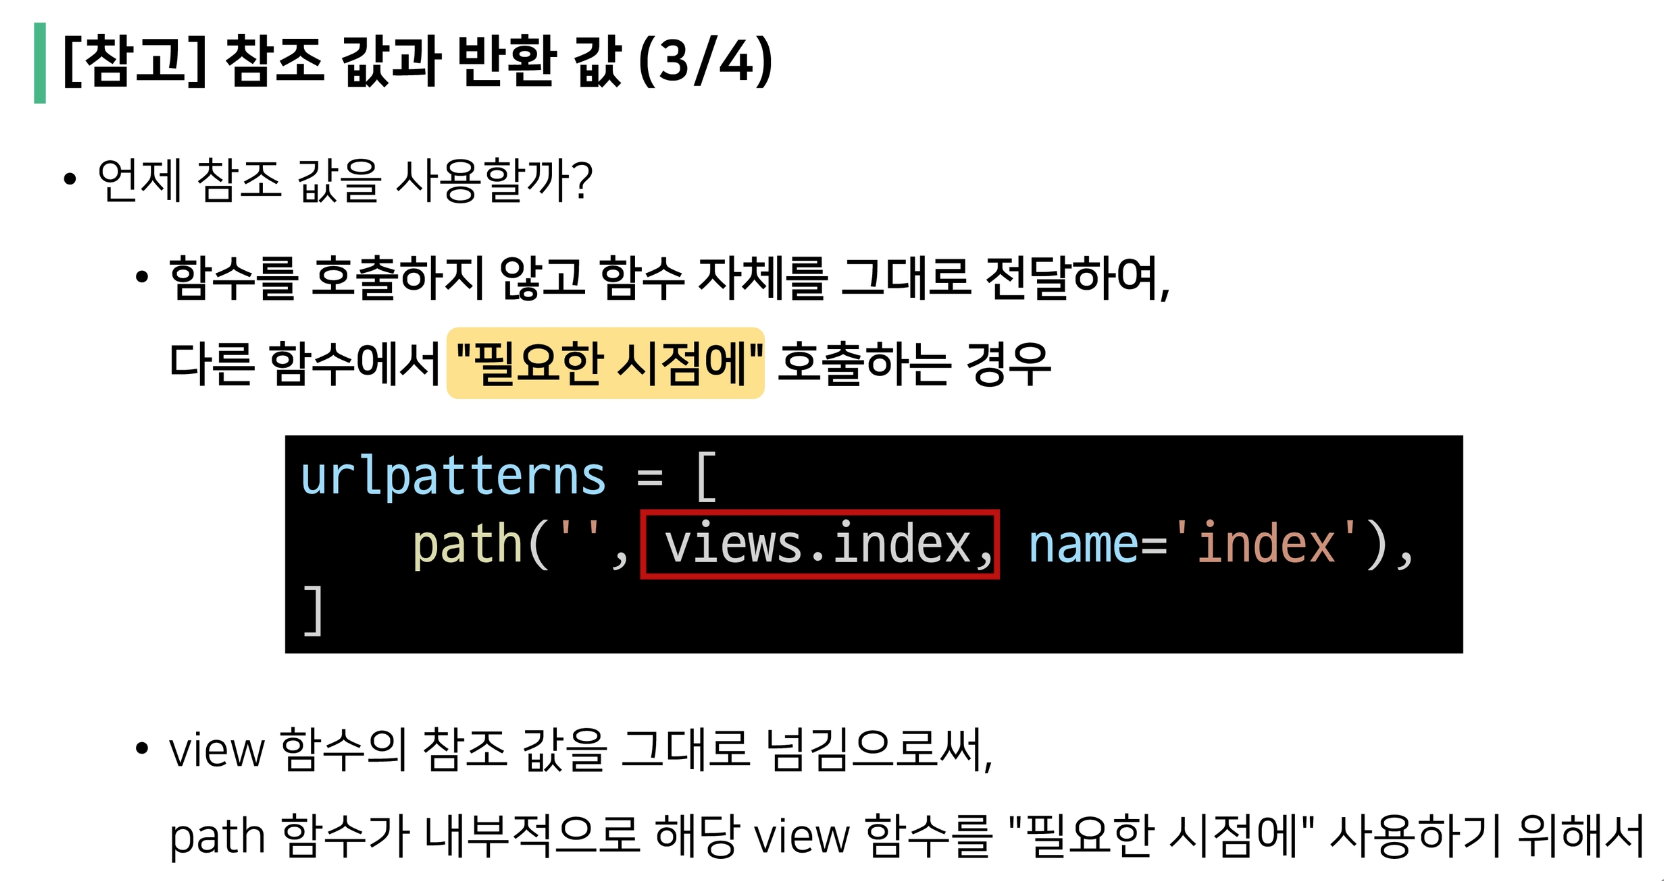 [참고] 참조 값과 반환 값 (3/4)
• 언제 참조 값을 사용할까?
• 함수를 호출하지 않고 함수 자체를 그대로 전달하여,
다른 함수에서 "필요한 시점에" 호출하는 경우
urlpatterns = [
    path('', views.index, name='index'),
]
• view 함수의 참조 값을 그대로 넘김으로써,
path 함수가 내부적으로 해당 view 함수를 "필요한 시점에" 사용하기 위해서